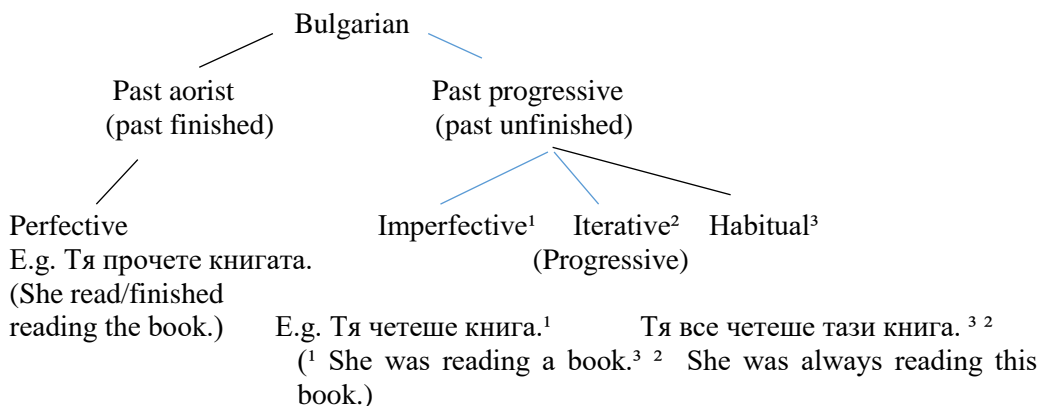 Bulgarian
Past aorist Past progressive
(past finished) (past unfinished)
Perfective Imperfective¹ Iterative² Habitual³
E.g. Тя прочете книгата. (Progressive)
(She read/finished
reading the book.) E.g. Тя четеше книга.¹ Тя все четеше тази книга. ³ ²
(¹ She was reading a book.³ ² She was always reading this
book.)